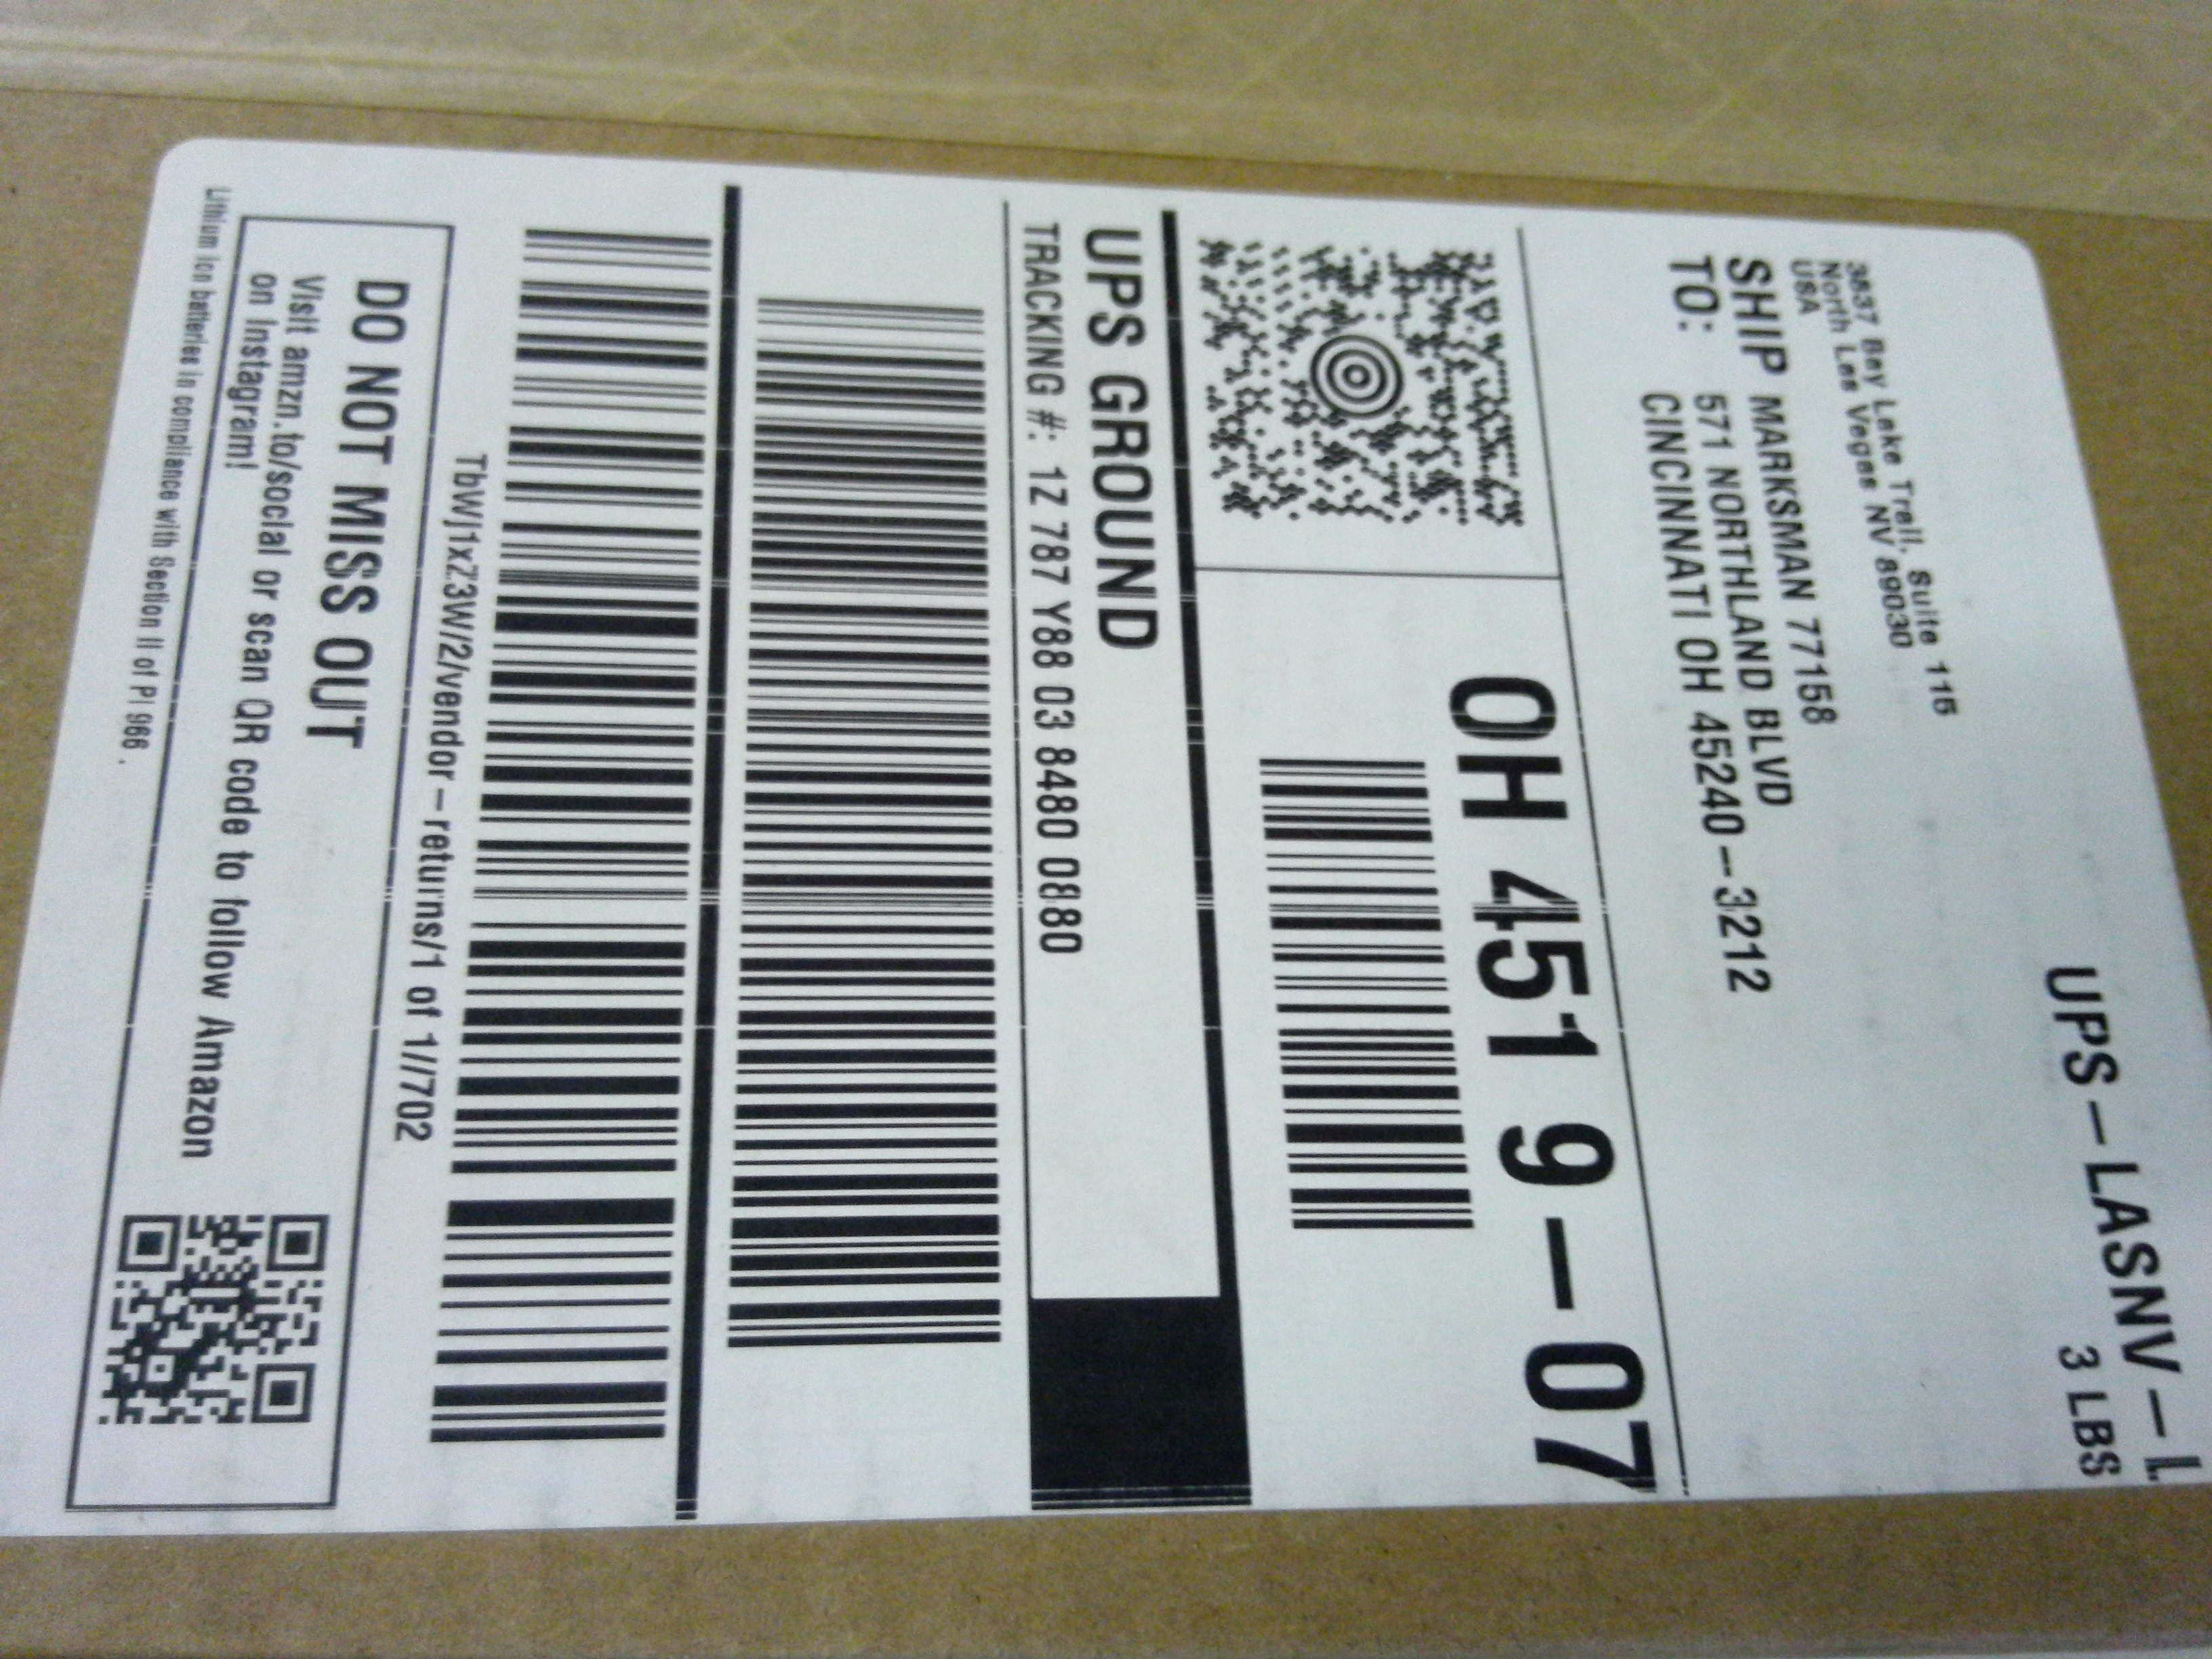 UPS-LASNV-L
3 LBS
3837 Bay Lake Trail, Suite 115
North Las Vegas NV 89030
USA
SHIP MARKSMAN 77158
TO: 571 NORTHLAND BLVD
CINCINNATI OH 45240-3212
OH 451 9-07
UPS GROUND
TRACKING #: 1Z 787 Y88 03 8480 0880
TbWj1xZ3W/2/vendor-returns/1 of 1//702
DO NOT MISS OUT
Visit amzn.to/social or scan QR code to follow Amazon
on Instagram!
Lithium ion batteries in compliance with Section II of PI 966.